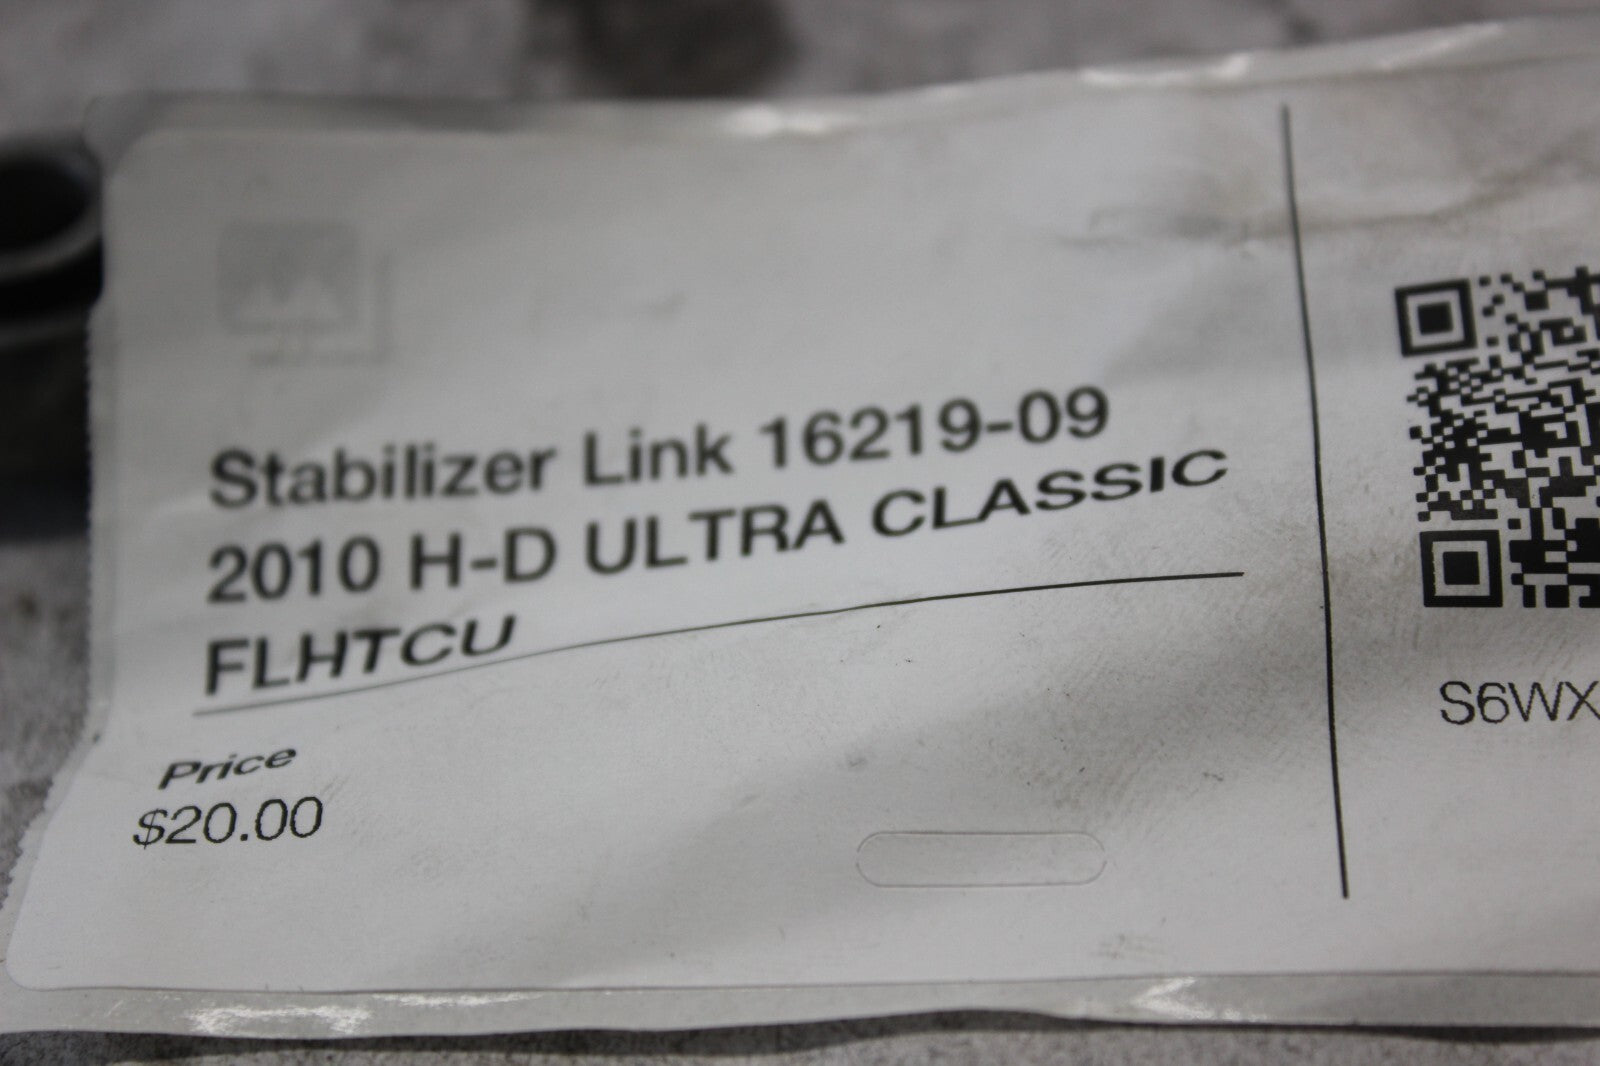 Stabilizer Link 16219-09
2010 H-D ULTRA CLASSIC
FLHTCU
Price
$20.00
S6WX